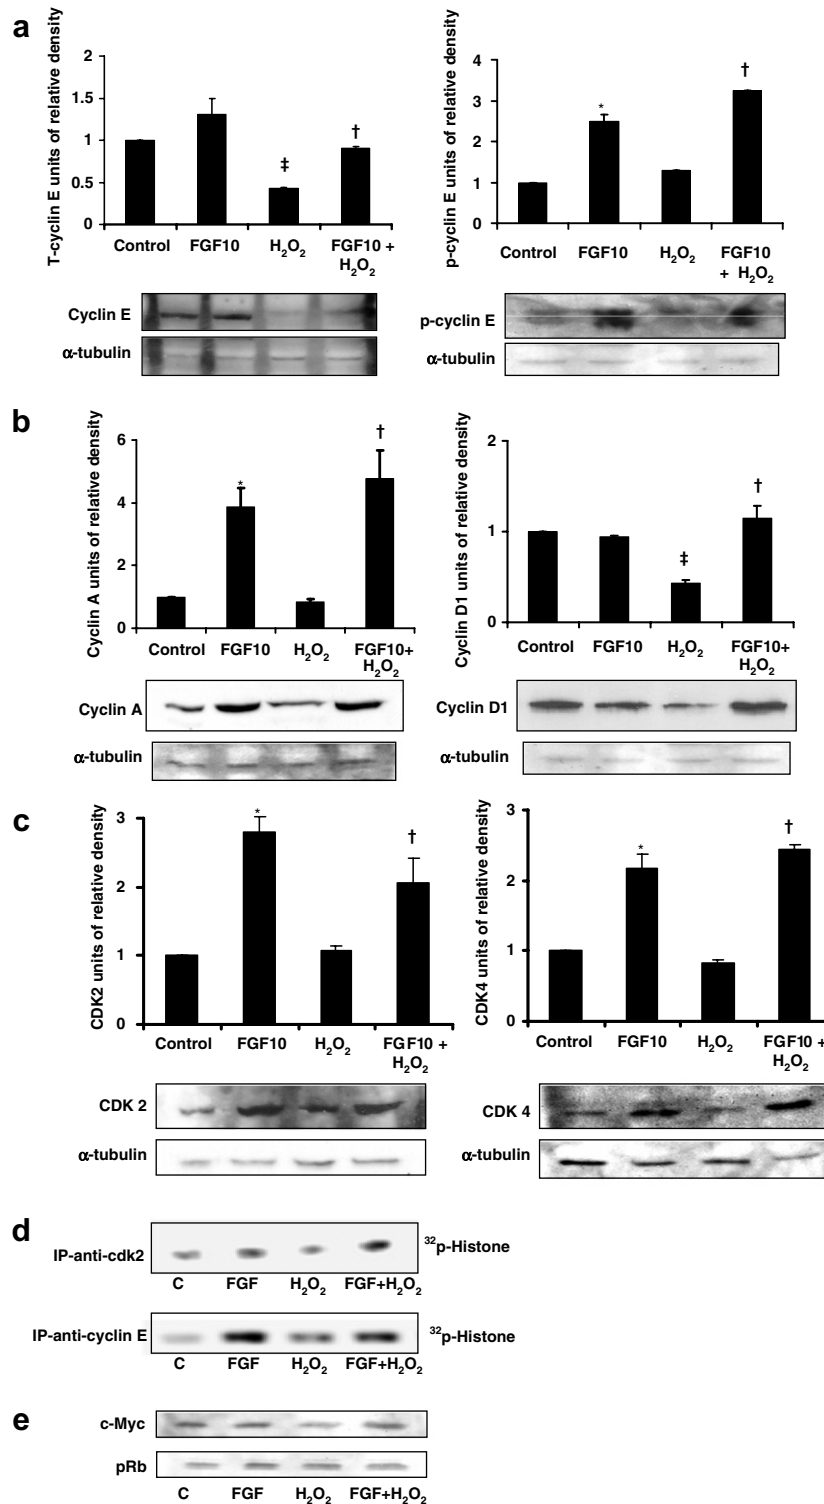 a
T-cyclin E units of relative density
2
1.5
1
0.5
0
‡
†
Control FGF10 H₂O₂ FGF10 +
H₂O₂
Cyclin E
α-tubulin
p-cyclin E units of relative density
4
3
2
1
0
*
†
Control FGF10 H₂O₂ FGF10
+ H₂O₂
p-cyclin E
α-tubulin
b
Cyclin A units of relative density
6
4
2
0
*
†
Control FGF10 H₂O₂ FGF10+
H₂O₂
Cyclin A
α-tubulin
Cyclin D1 units of relative density
2
1
0
‡
†
Control FGF10 H₂O₂ FGF10+
H₂O₂
Cyclin D1
α-tubulin
c
CDK2 units of relative density
3
2
1
0
*
†
Control FGF10 H₂O₂ FGF10 +
H₂O₂
CDK 2
α-tubulin
CDK4 units of relative density
3
2
1
0
*
†
Control FGF10 H₂O₂ FGF10 +
H₂O₂
CDK 4
α-tubulin
d
IP-anti-cdk2 ³²p-Histone
C FGF H₂O₂ FGF+H₂O₂
IP-anti-cyclin E ³²p-Histone
C FGF H₂O₂ FGF+H₂O₂
e
c-Myc
pRb
C FGF H₂O₂ FGF+H₂O₂